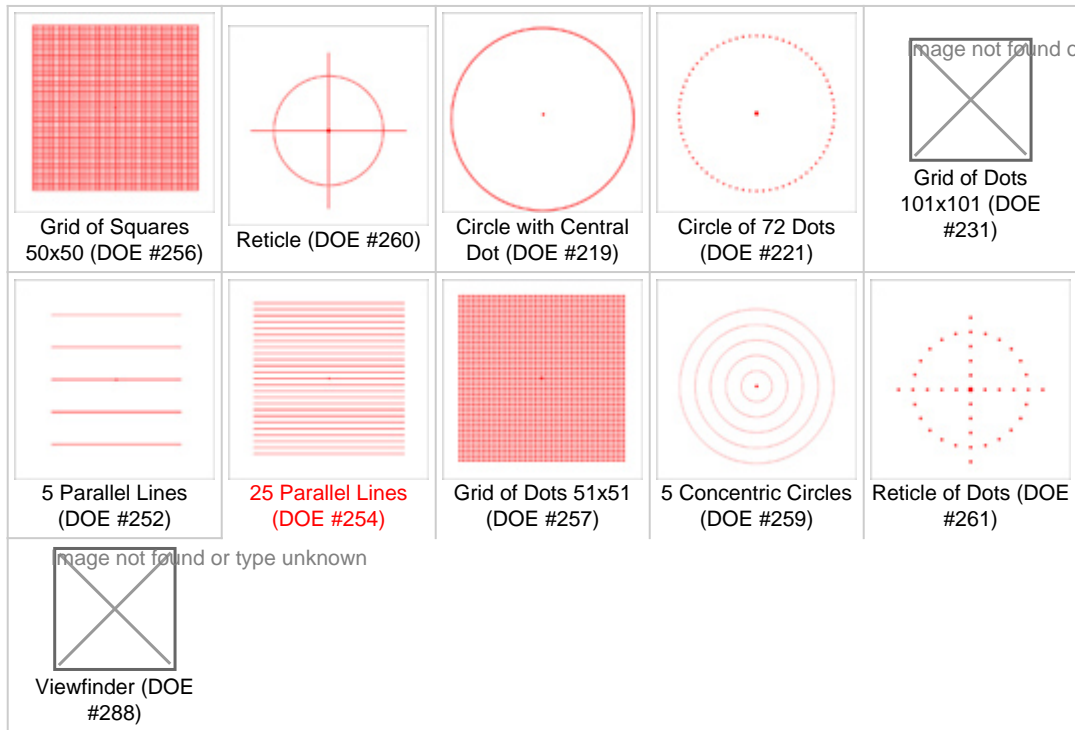 Image not found o
Grid of Squares
50x50 (DOE #256)
Reticle (DOE #260)
Circle with Central
Dot (DOE #219)
Circle of 72 Dots
(DOE #221)
Grid of Dots
101x101 (DOE
#231)
5 Parallel Lines
(DOE #252)
25 Parallel Lines
(DOE #254)
Grid of Dots 51x51
(DOE #257)
5 Concentric Circles
(DOE #259)
Reticle of Dots (DOE
#261)
Image not found or type unknown
Viewfinder (DOE
#288)